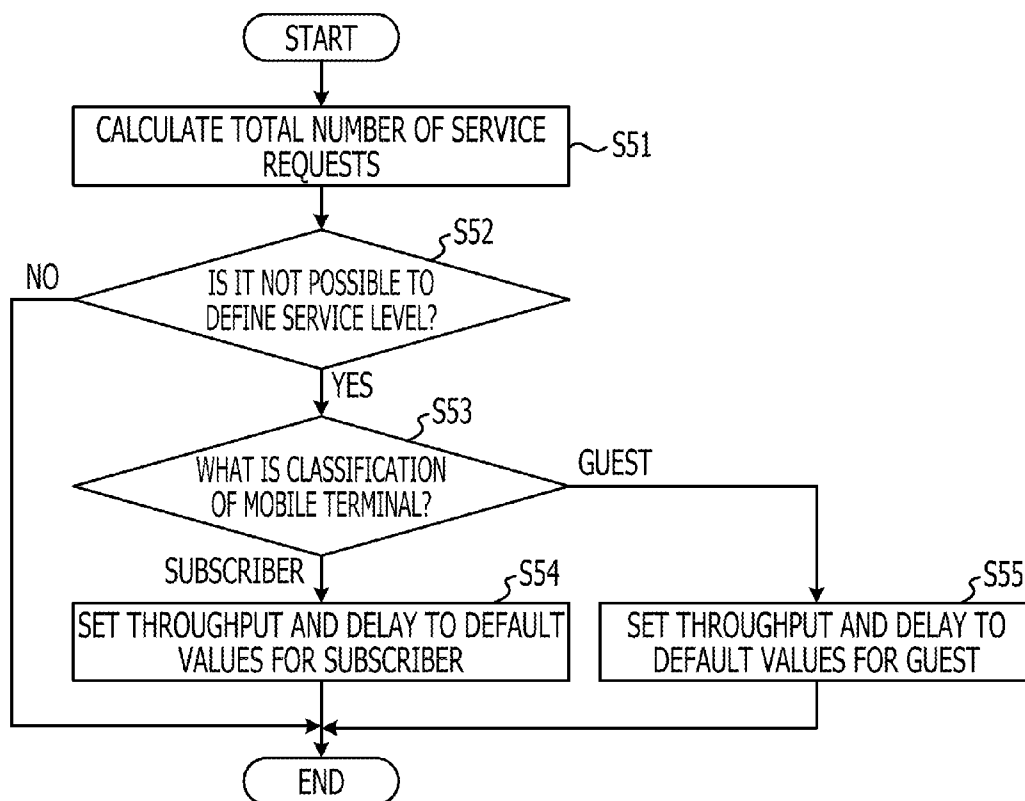 START
CALCULATE TOTAL NUMBER OF SERVICE
REQUESTS
S51
S52
NO
IS IT NOT POSSIBLE TO
DEFINE SERVICE LEVEL?
YES
S53
WHAT IS CLASSIFICATION
OF MOBILE TERMINAL?
GUEST
SUBSCRIBER
S54
SET THROUGHPUT AND DELAY TO DEFAULT
VALUES FOR SUBSCRIBER
S55
SET THROUGHPUT AND DELAY TO
DEFAULT VALUES FOR GUEST
END